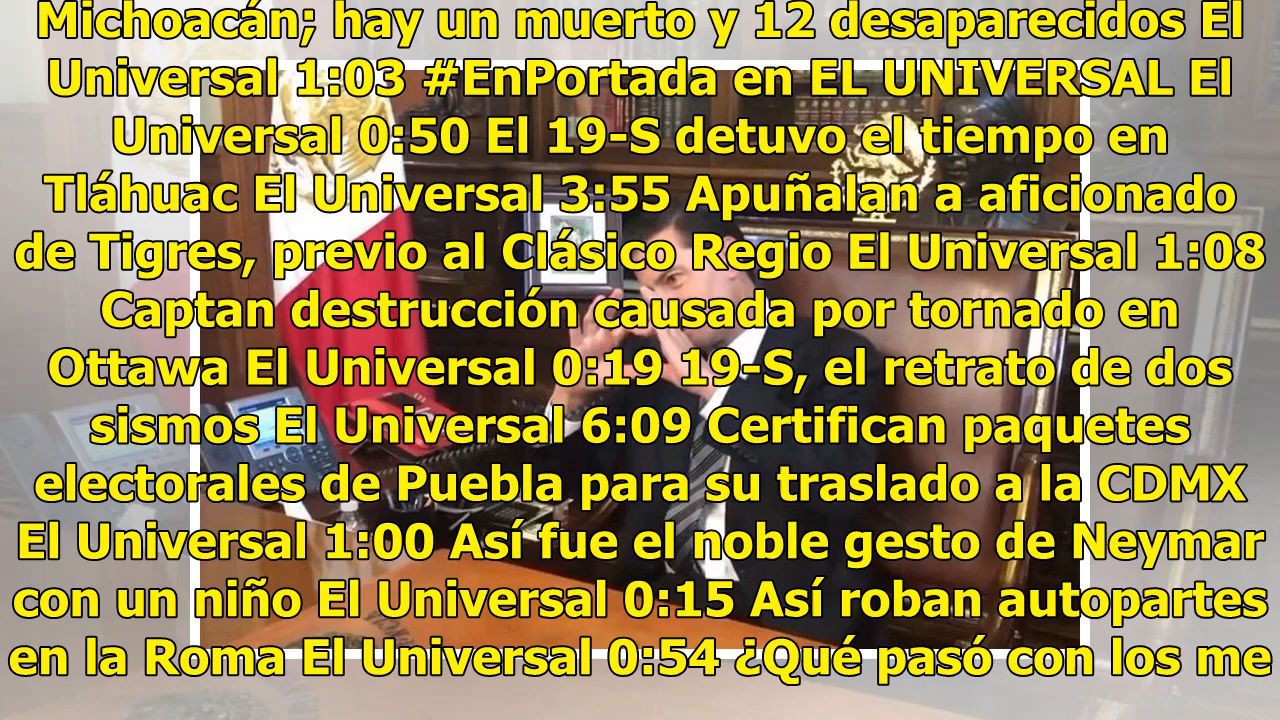 Michoacán; hay un muerto y 12 desaparecidos El
Universal 1:03 #EnPortada en EL UNIVERSAL El
Universal 0:50 El 19-S detuvo el tiempo en
Tláhuac El Universal 3:55 Apuñalan a aficionado
de Tigres, previo al Clásico Regio El Universal 1:08
Captan destrucción causada por tornado en
Ottawa El Universal 0:19 19-S, el retrato de dos
sismos El Universal 6:09 Certifican paquetes
electorales de Puebla para su traslado a la CDMX
El Universal 1:00 Así fue el noble gesto de Neymar
con un niño El Universal 0:15 Así roban autopartes
en la Roma El Universal 0:54 ¿Qué pasó con los me